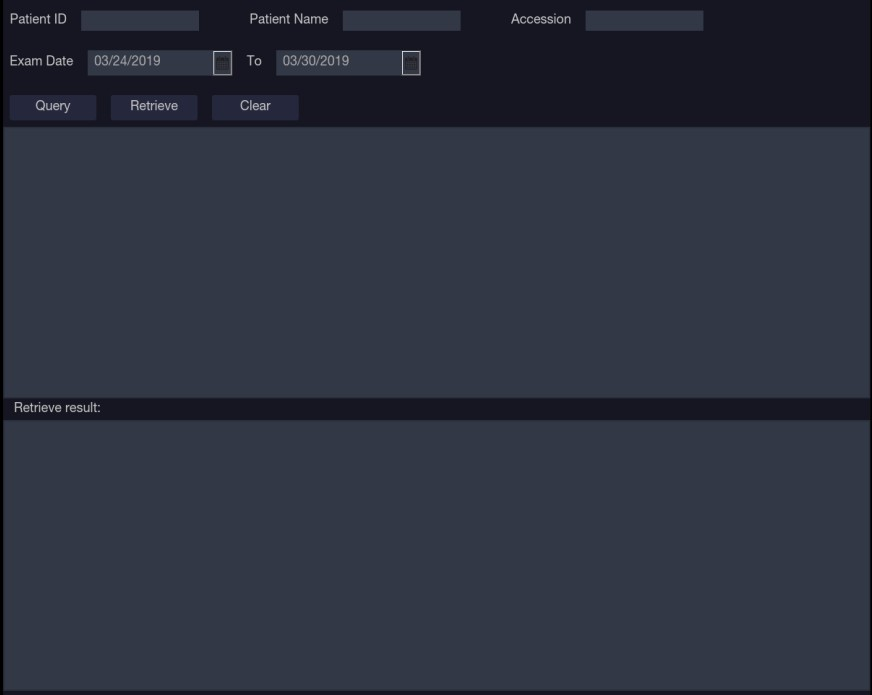 Patient ID Patient Name Accession
Exam Date 03/24/2019 To 03/30/2019
Query Retrieve Clear
Retrieve result: